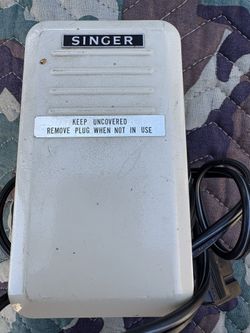 SINGER
KEEP UNCOVERED
REMOVE PLUG WHEN NOT IN USE